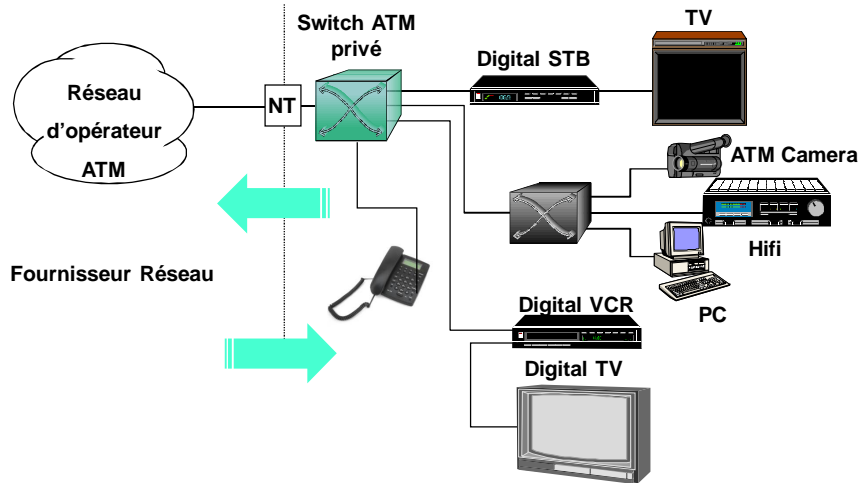 Switch ATM
privé
TV
Digital STB
Réseau
d'opérateur
ATM
NT
ATM Camera
Hifi
PC
Fournisseur Réseau
Digital VCR
Digital TV